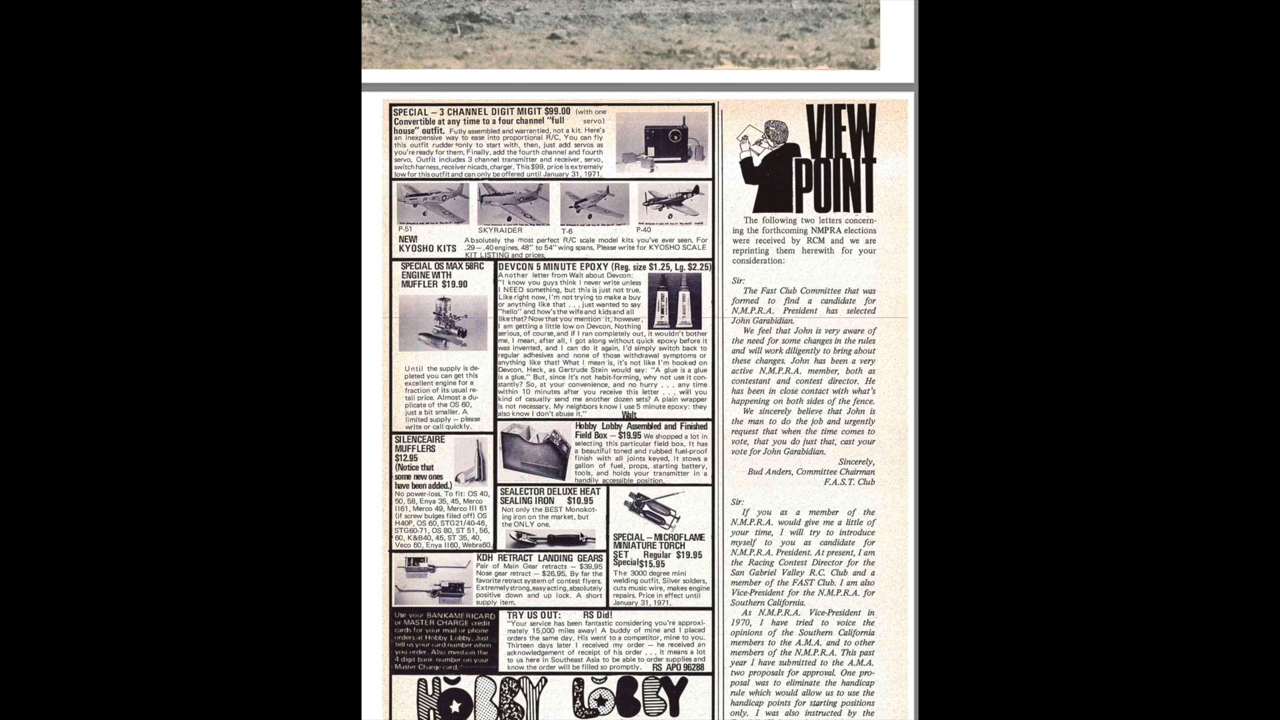 SPECIAL – 3 CHANNEL DIGIT MIGIT $99.00 (with one
Convertible at any time to a four channel "full servo)
house" outfit. Fully assembled and warrantied, not a kit. Here's
an inexpensive way to ease into proportional R/C. You can fly
this outfit rudder only to start with, then, just add servos as
you're ready for them. Finally, add the fourth channel and fourth
servo. Outfit includes 3 channel transmitter and receiver, servo,
switch harness, receiver nicads, charger. This $99. price is extremely
low for this outfit and can only be offered until January 31, 1971.
P-51
SKYRAIDER
T-6
P-40
NEW!
KYOSHO KITS
Absolutely the most perfect R/C scale model kits you've ever seen. For
.29 – .40 engines, 48" to 54" wing spans. Please write for KYOSHO SCALE
KIT LISTING and prices.
SPECIAL OS MAX 58RC
ENGINE WITH
MUFFLER $19.90
Until the supply is de-
pleted you can get this
excellent engine for a
fraction of its usual re-
tail price. Almost a du-
plicate of the OS 60,
just a bit smaller. A
limited supply – please
write or call quickly.
DEVCON 5 MINUTE EPOXY (Reg. size $1.25, Lg. $2.25)
Another letter from Walt about Devcon:
"I know you guys think I never write unless
I NEED something, but this is just not true.
Like right now, I'm not trying to make a buy
or anything like that . . . just wanted to say
"hello" and how's the wife and kids and all
like that? Now that you mention it, however,
I am getting a little low on Devcon. Nothing
serious, of course, and if I ran completely out, it wouldn't bother
me, I mean, after all, I got along without quick epoxy before it
was invented, and I can do it again. I'd simply switch back to
regular adhesives and none of those withdrawal symptoms or
anything like that! What I mean is, it's not like I'm hooked on
Devcon, Heck, as Gertrude Stein would say: "A glue is a glue
is a glue." But, since it's not habit-forming, why not use it con-
stantly? So, at your convenience, and no hurry . . . any time
within 10 minutes after you receive this letter . . . will you
kind of casually send me another dozen sets? A plain wrapper
is not necessary. My neighbors know I use 5 minute epoxy: they
also know I don't abuse it."
Walt
SILENCEAIRE
MUFFLERS
$12.95
(Notice that
some new ones
have been added.)
No power-loss. To fit: OS 40,
50, 58, Enya 35, 45, Merco
II61, Merco 49, Merco III 61
(if screw bulges filed off) OS
H40P, OS 60, STG21/40-46,
STG60-71, OS 80, ST 51, 56,
60, K&B40, 45, ST 35, 40,
Veco 60, Enya II60, Webra60.
Hobby Lobby Assembled and Finished
Field Box – $19.95 We shopped a lot in
selecting this particular field box. It has
a beautiful toned and rubbed fuel-proof
finish with all joints keyed. It stows a
gallon of fuel, props, starting battery,
tools, and holds your transmitter in a
handily accessible position.
SEALECTOR DELUXE HEAT
SEALING IRON $10.95
Not only the BEST Monokot-
ing iron on the market, but
the ONLY one.
SPECIAL – MICROFLAME
MINIATURE TORCH
SET Regular $19.95
Special $15.95
The 3000 degree mini
welding outfit. Silver solders,
cuts music wire, makes engine
repairs. Price in effect until
January 31, 1971.
KDH RETRACT LANDING GEARS
Pair of Main Gear retracts – $39.95
Nose gear retract – $26.95. By far the
favorite retract system of contest flyers.
Extremely strong, easy acting, absolutely
positive down and up lock. A short
supply item.
Use your BANKAMERICARD
or MASTER CHARGE credit
cards for your mail or phone
orders at Hobby Lobby. Just
tell us your card number when
you order. Also mention the
4 digit bank number on your
Master Charge card.
TRY US OUT: RS Did!
"Your service has been fantastic considering you're approxi-
mately 15,000 miles away! A buddy of mine and I placed
orders the same day. His went to a competitor, mine to you.
Thirteen days later I received my order – he received an
acknowledgement of receipt of his order . . . it means a lot
to us here in Southeast Asia to be able to order supplies and
know the order will be filled so promptly. RS APO 96288
HOBBY LOBBY
VIEW
POINT
The following two letters concern-
ing the forthcoming NMPRA elections
were received by RCM and we are
reprinting them herewith for your
consideration:
Sir:
The Fast Club Committee that was
formed to find a candidate for
N.M.P.R.A. President has selected
John Garabidian.
We feel that John is very aware of
the need for some changes in the rules
and will work diligently to bring about
these changes. John has been a very
active N.M.P.R.A. member, both as
contestant and contest director. He
has been in close contact with what's
happening on both sides of the fence.
We sincerely believe that John is
the man to do the job and urgently
request that when the time comes to
vote, that you do just that, cast your
vote for John Garabidian.
Sincerely,
Bud Anders, Committee Chairman
F.A.S.T. Club
Sir:
If you as a member of the
N.M.P.R.A. would give me a little of
your time, I will try to introduce
myself to you as candidate for
N.M.P.R.A. President. At present, I am
the Racing Contest Director for the
San Gabriel Valley R.C. Club and a
member of the FAST Club. I am also
Vice-President for the N.M.P.R.A. for
Southern California.
As N.M.P.R.A. Vice-President in
1970, I have tried to voice the
opinions of the Southern California
members to the A.M.A. and to other
members of the N.M.P.R.A. This past
year I have submitted to the A.M.A.
two proposals for approval. One pro-
posal was to eliminate the handicap
rule which would allow us to use the
handicap points for starting positions
only. I was also instructed by the